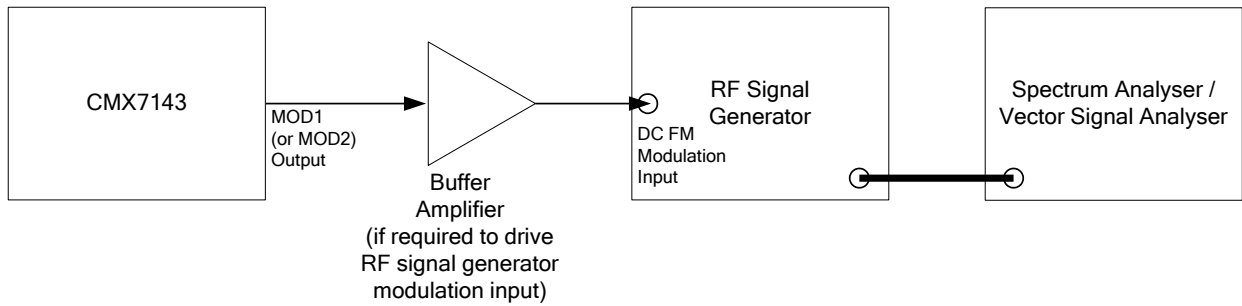 CMX7143
MOD1
(or MOD2)
Output
Buffer
Amplifier
(if required to drive
RF signal generator
modulation input)
RF Signal
Generator
DC FM
Modulation
Input
Spectrum Analyser /
Vector Signal Analyser